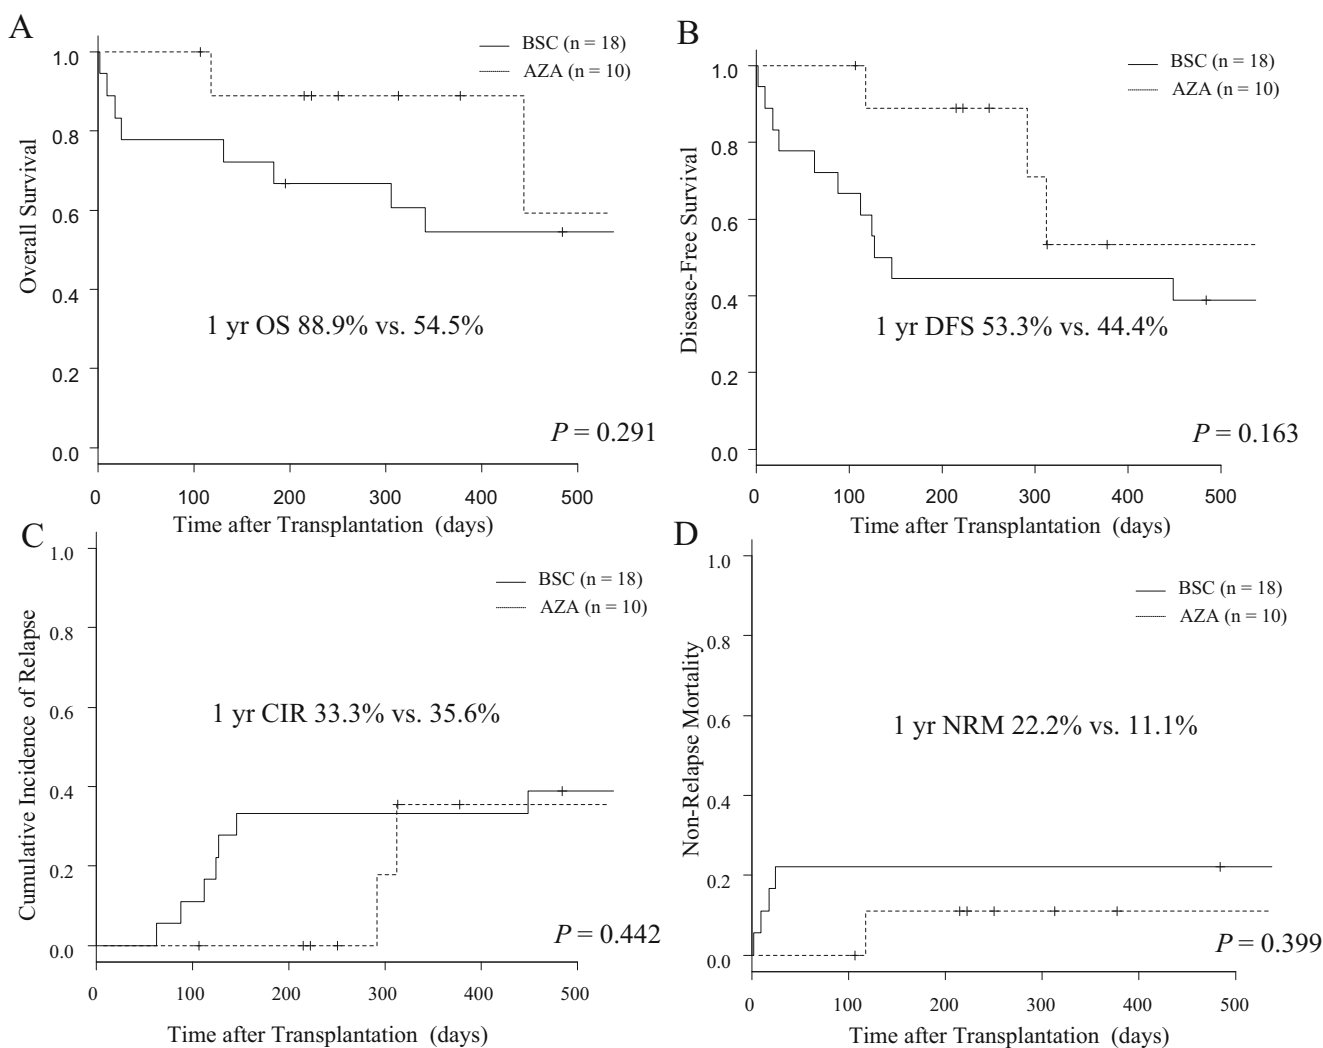 A
BSC (n = 18)
AZA (n = 10)
1.0
0.8
0.6
0.4
0.2
0.0
Overall Survival
1 yr OS 88.9% vs. 54.5%
P = 0.291
0 100 200 300 400 500
Time after Transplantation (days)
B
BSC (n = 18)
AZA (n = 10)
1.0
0.8
0.6
0.4
0.2
0.0
Disease-Free Survival
1 yr DFS 53.3% vs. 44.4%
P = 0.163
0 100 200 300 400 500
Time after Transplantation (days)
C
BSC (n = 18)
AZA (n = 10)
1.0
0.8
0.6
0.4
0.2
0.0
Cumulative Incidence of Relapse
1 yr CIR 33.3% vs. 35.6%
P = 0.442
0 100 200 300 400 500
Time after Transplantation (days)
D
BSC (n = 18)
AZA (n = 10)
1.0
0.8
0.6
0.4
0.2
0.0
Non-Relapse Mortality
1 yr NRM 22.2% vs. 11.1%
P = 0.399
0 100 200 300 400 500
Time after Transplantation (days)